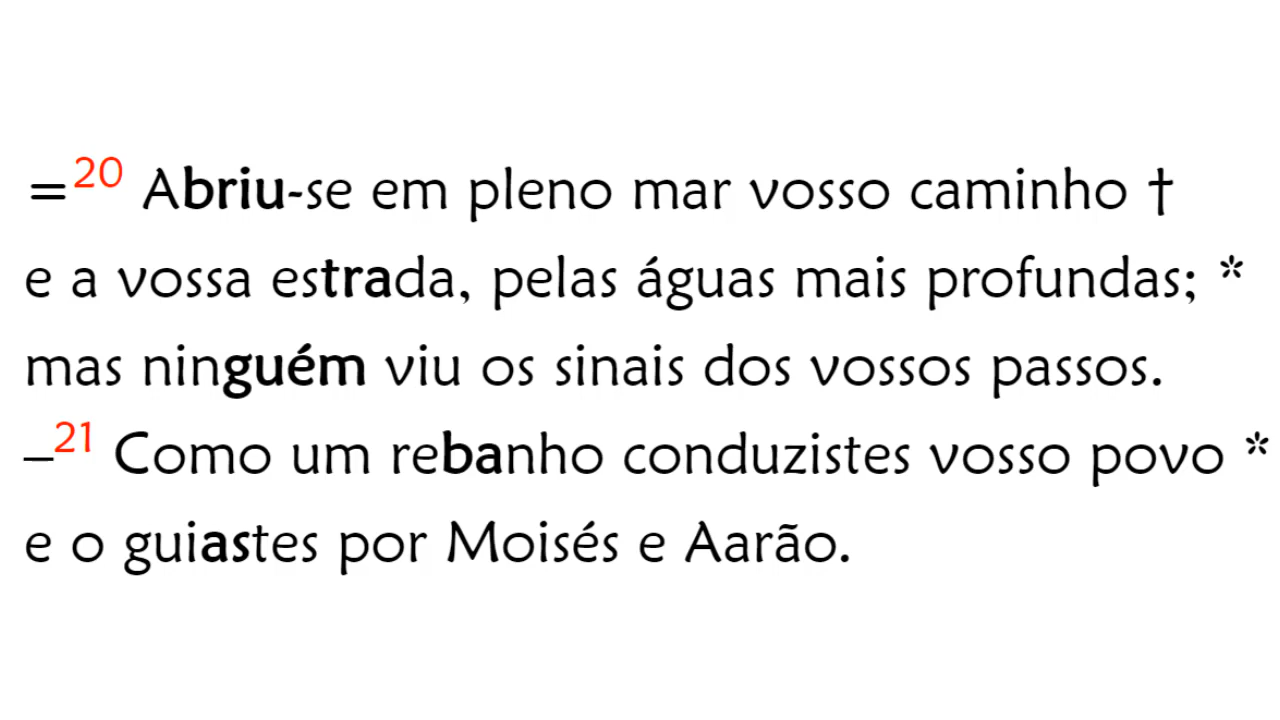 =20 Abriu-se em pleno mar vosso caminho †
e a vossa estrada, pelas águas mais profundas; *
mas ninguém viu os sinais dos vossos passos.
–21 Como um rebanho conduzistes vosso povo *
e o guiastes por Moisés e Aarão.